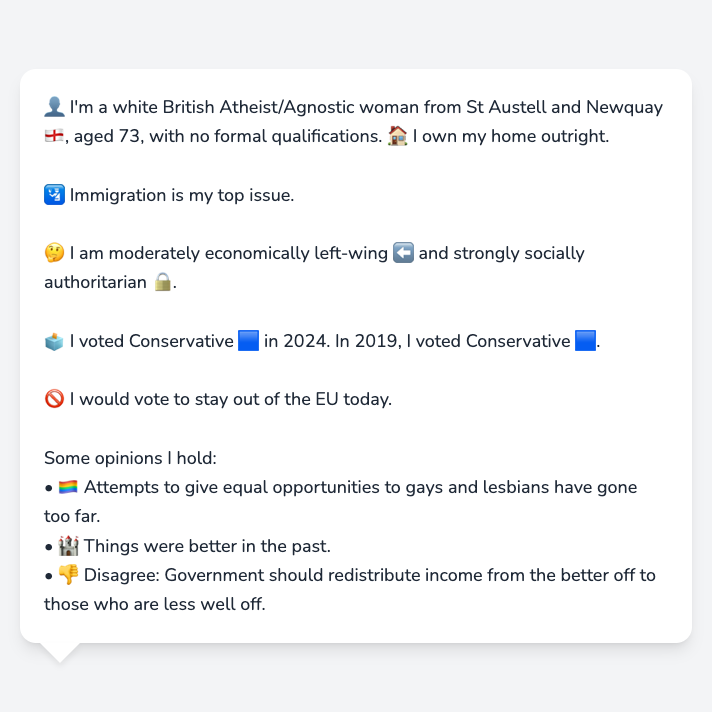 👤 I'm a white British Atheist/Agnostic woman from St Austell and Newquay
🏴󠁧󠁢󠁥󠁮󠁧󠁿, aged 73, with no formal qualifications. 🏠 I own my home outright.
🛂 Immigration is my top issue.
🤔 I am moderately economically left-wing ⬅️ and strongly socially
authoritarian 🔒.
🗳️ I voted Conservative 🟦 in 2024. In 2019, I voted Conservative 🟦.
🚫 I would vote to stay out of the EU today.
Some opinions I hold:
• 🏳️‍🌈 Attempts to give equal opportunities to gays and lesbians have gone
too far.
• 🏰 Things were better in the past.
• 👎 Disagree: Government should redistribute income from the better off to
those who are less well off.